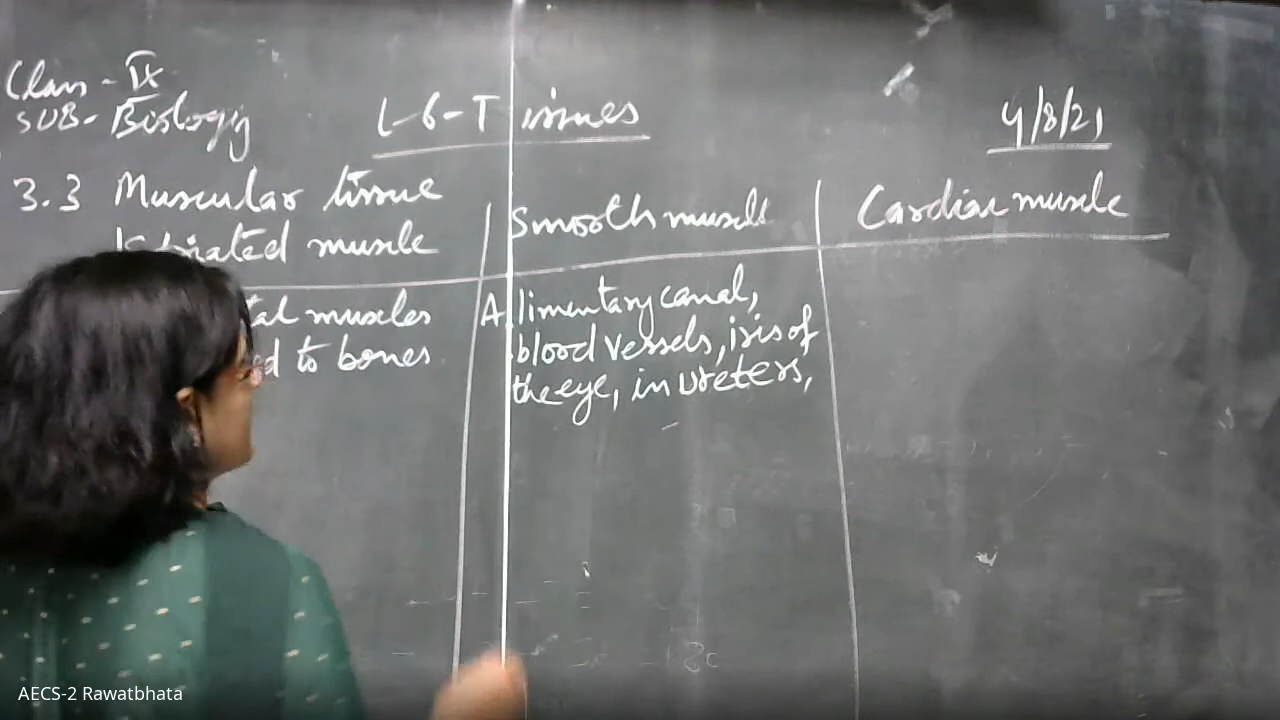 Class - IX
SUB- Biology
L-6-Tissues
4/8/21
3.3 Muscular tissue
muscle
Smooth muscle
Cardiac muscle
muscles
to bones
Alimentary canal,
blood vessels, iris of
the eye, in ureters,
AECS-2 Rawatbhata